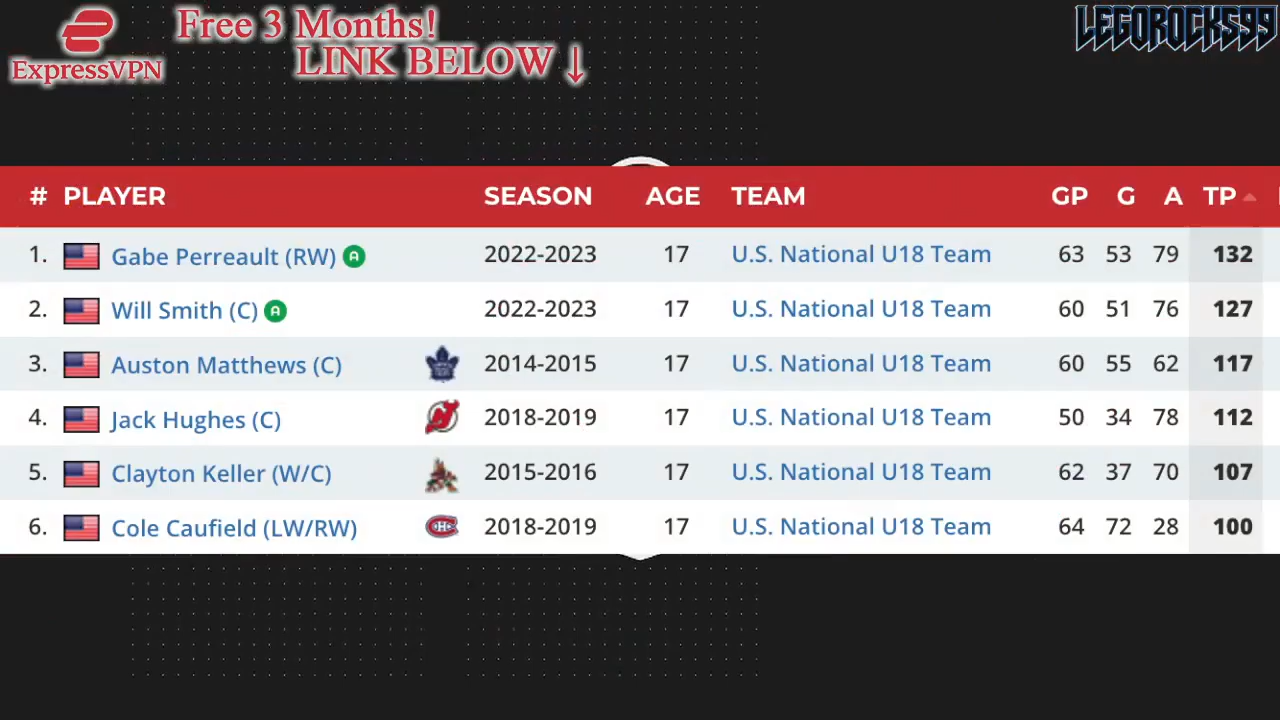 Free 3 Months!
LINK BELOW ↓
ExpressVPN
LEGOROCKS99
# PLAYER SEASON AGE TEAM GP G A TP
1. Gabe Perreault (RW) A 2022-2023 17 U.S. National U18 Team 63 53 79 132
2. Will Smith (C) A 2022-2023 17 U.S. National U18 Team 60 51 76 127
3. Auston Matthews (C) 2014-2015 17 U.S. National U18 Team 60 55 62 117
4. Jack Hughes (C) 2018-2019 17 U.S. National U18 Team 50 34 78 112
5. Clayton Keller (W/C) 2015-2016 17 U.S. National U18 Team 62 37 70 107
6. Cole Caufield (LW/RW) 2018-2019 17 U.S. National U18 Team 64 72 28 100